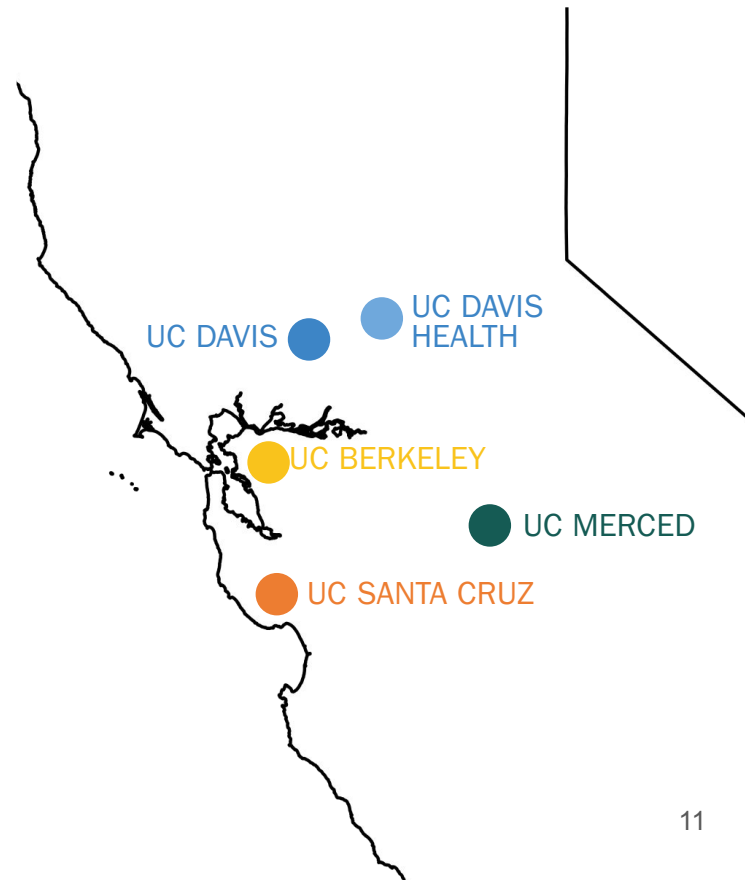 UC DAVIS
HEALTH
UC DAVIS
UC BERKELEY
UC MERCED
UC SANTA CRUZ
11